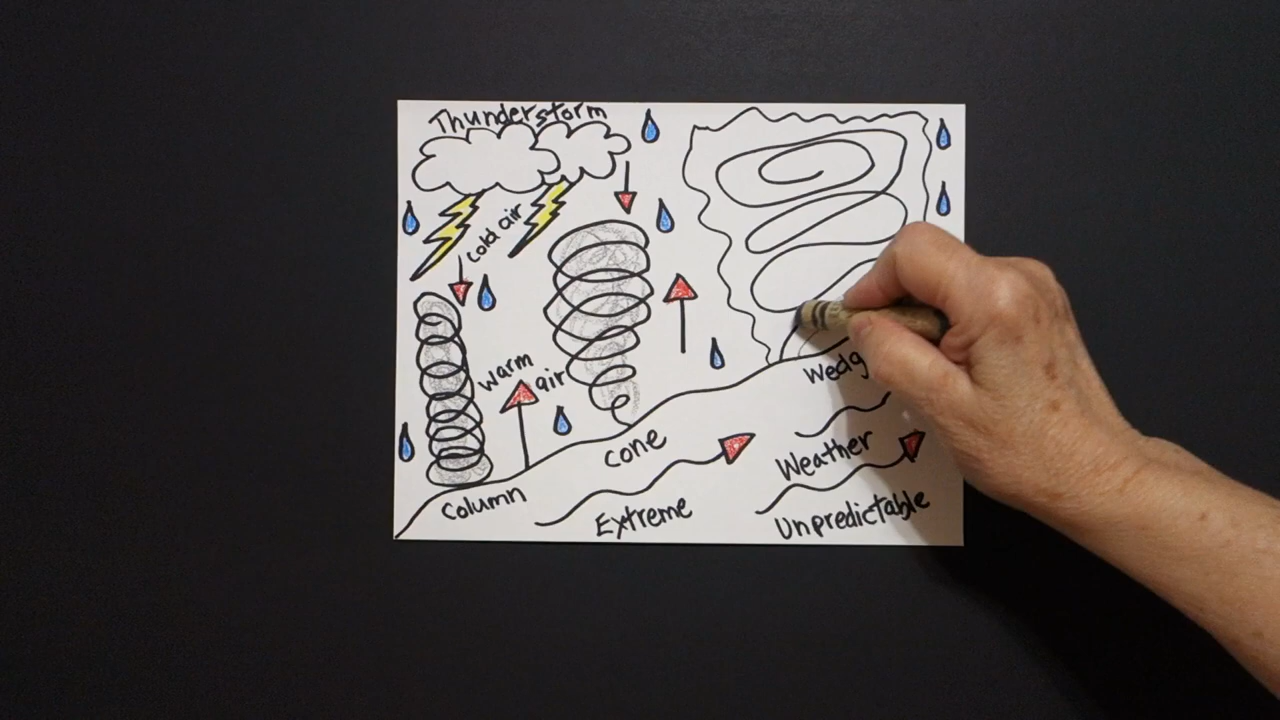 Thunderstorm
cold air
warm
air
Wedg
cone
Weather
column
Extreme
Unpredictable